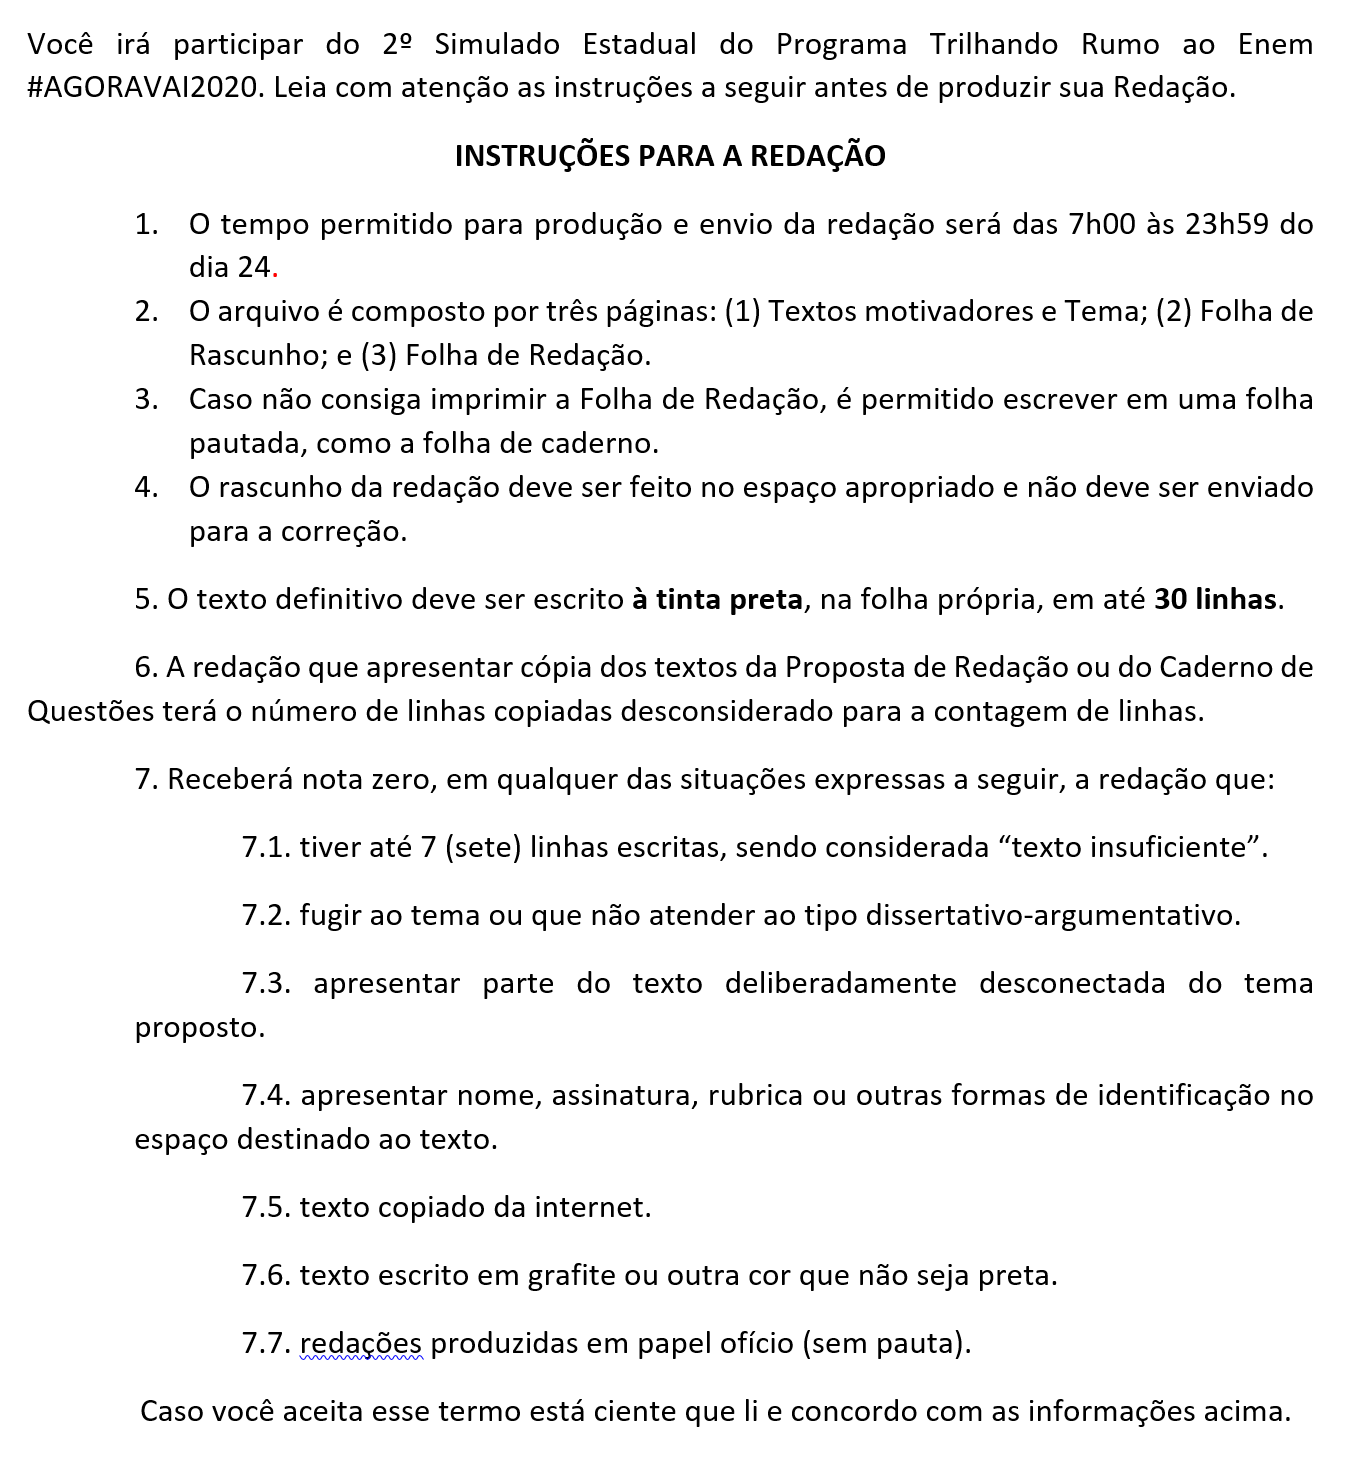 Você irá participar do 2º Simulado Estadual do Programa Trilhando Rumo ao Enem
#AGORAVAI2020. Leia com atenção as instruções a seguir antes de produzir sua Redação.
INSTRUÇÕES PARA A REDAÇÃO
1. O tempo permitido para produção e envio da redação será das 7h00 às 23h59 do
dia 24.
2. O arquivo é composto por três páginas: (1) Textos motivadores e Tema; (2) Folha de
Rascunho; e (3) Folha de Redação.
3. Caso não consiga imprimir a Folha de Redação, é permitido escrever em uma folha
pautada, como a folha de caderno.
4. O rascunho da redação deve ser feito no espaço apropriado e não deve ser enviado
para a correção.
5. O texto definitivo deve ser escrito à tinta preta, na folha própria, em até 30 linhas.
6. A redação que apresentar cópia dos textos da Proposta de Redação ou do Caderno de
Questões terá o número de linhas copiadas desconsiderado para a contagem de linhas.
7. Receberá nota zero, em qualquer das situações expressas a seguir, a redação que:
7.1. tiver até 7 (sete) linhas escritas, sendo considerada “texto insuficiente”.
7.2. fugir ao tema ou que não atender ao tipo dissertativo-argumentativo.
7.3. apresentar parte do texto deliberadamente desconectada do tema
proposto.
7.4. apresentar nome, assinatura, rubrica ou outras formas de identificação no
espaço destinado ao texto.
7.5. texto copiado da internet.
7.6. texto escrito em grafite ou outra cor que não seja preta.
7.7. redações produzidas em papel ofício (sem pauta).
Caso você aceita esse termo está ciente que li e concordo com as informações acima.